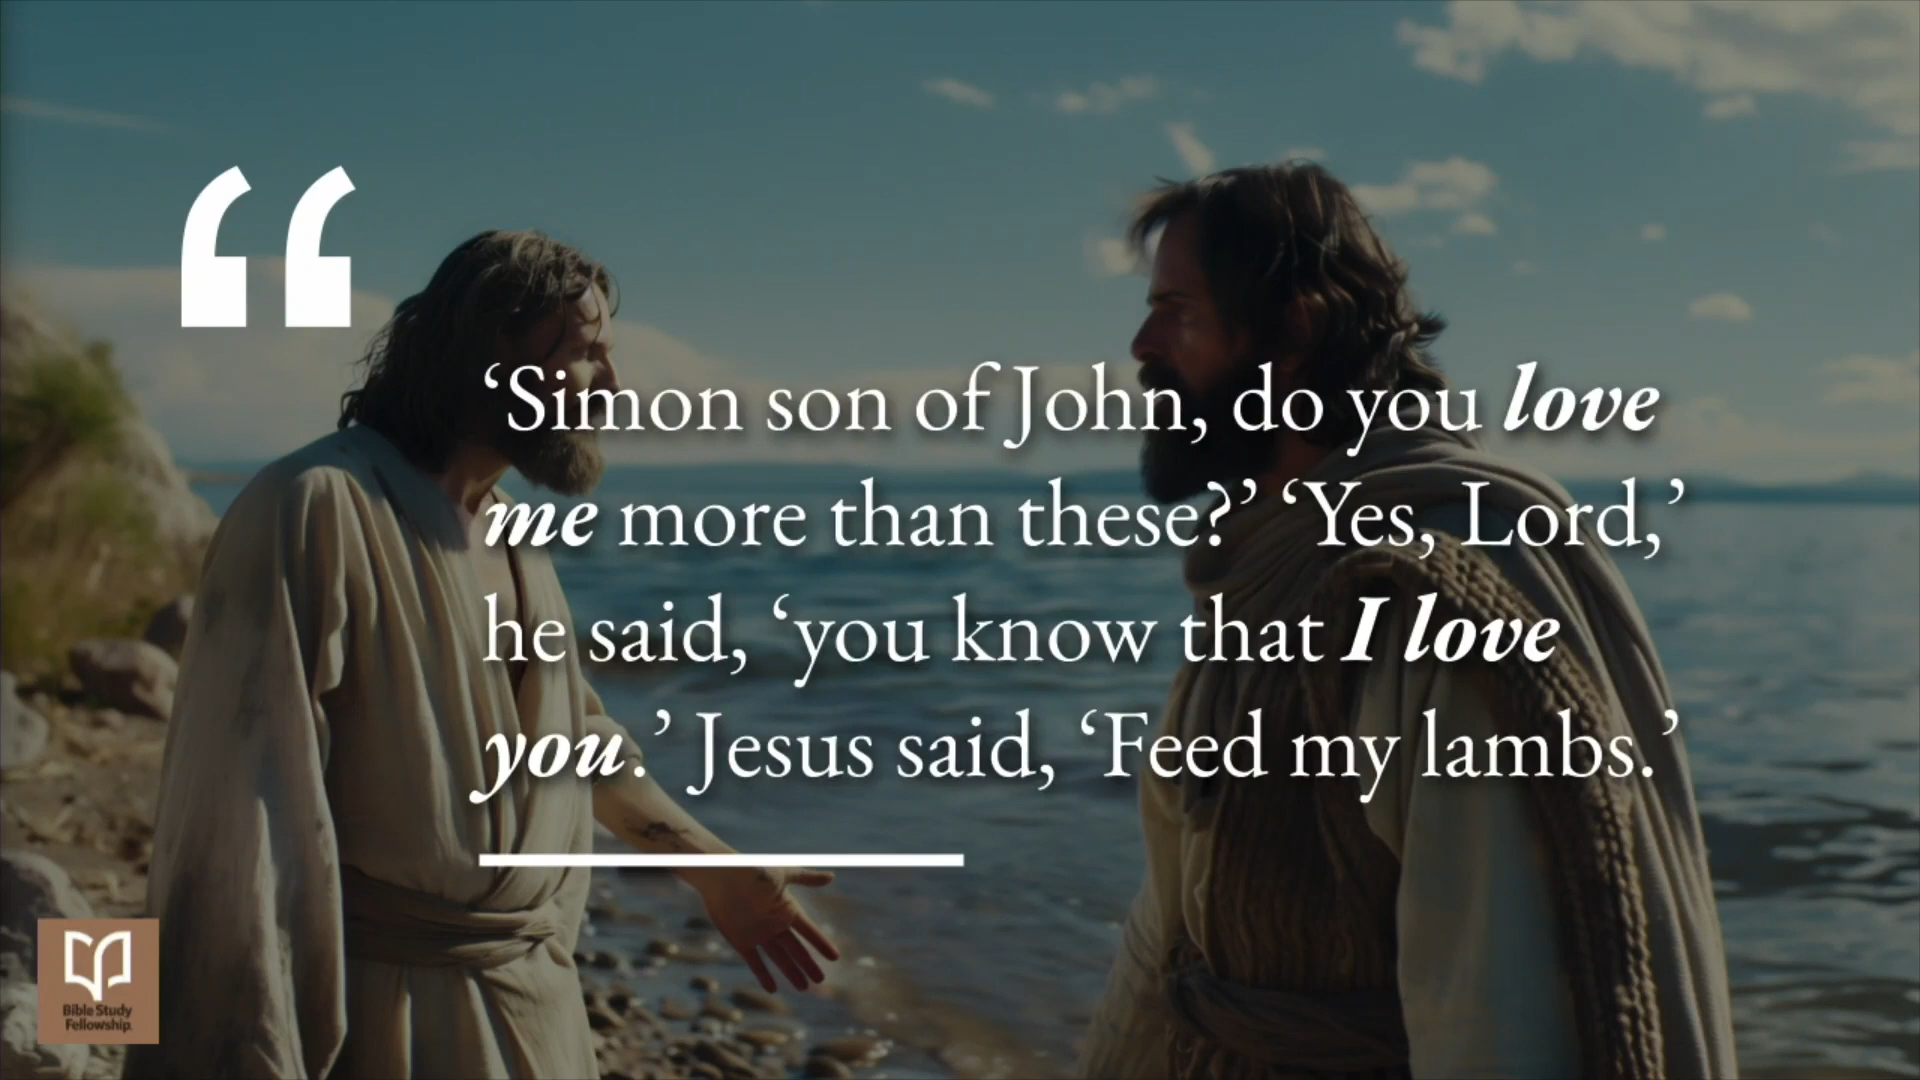 “
‘Simon son of John, do you love
me more than these?’ ‘Yes, Lord,’
he said, ‘you know that I love
you.’ Jesus said, ‘Feed my lambs.’
Bible Study
Fellowship